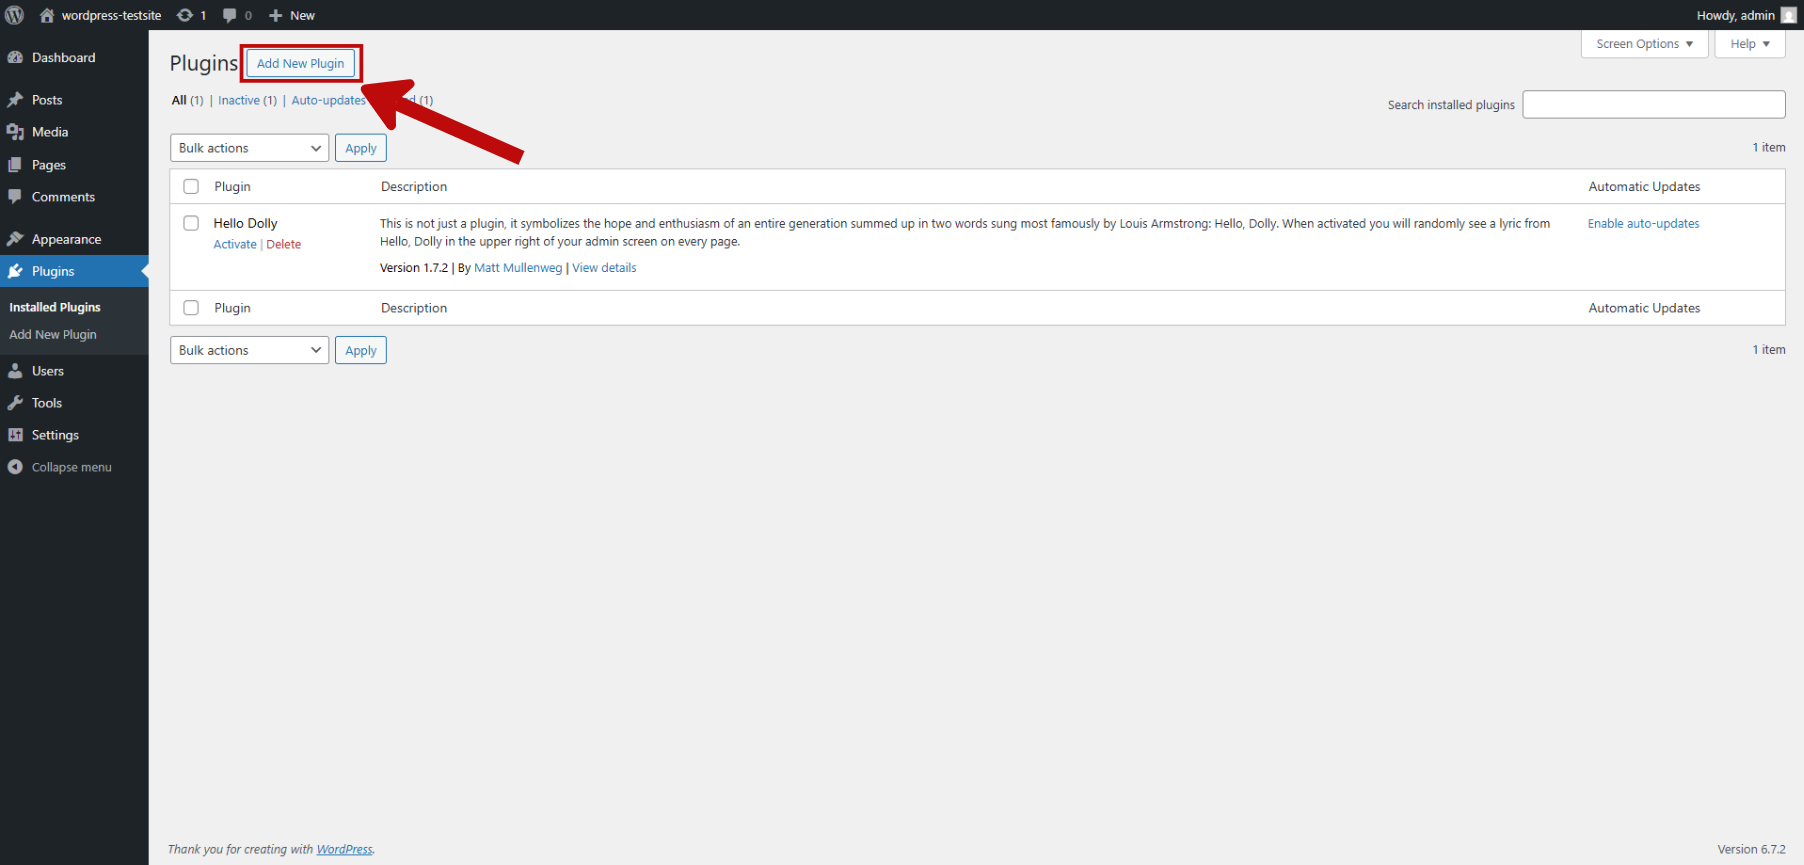 wordpress-testsite 1 0 New Howdy, admin
Dashboard
Posts
Media
Pages
Comments
Appearance
Plugins
Installed Plugins
Add New Plugin
Users
Tools
Settings
Collapse menu
Screen Options Help
Plugins Add New Plugin
All (1) | Inactive (1) | Auto-updates (1)
Search installed plugins
Bulk actions Apply 1 item
Plugin Description Automatic Updates
Hello Dolly
Activate | Delete
This is not just a plugin, it symbolizes the hope and enthusiasm of an entire generation summed up in two words sung most famously by Louis Armstrong: Hello, Dolly. When activated you will randomly see a lyric from
Hello, Dolly in the upper right of your admin screen on every page.
Version 1.7.2 | By Matt Mullenweg | View details
Enable auto-updates
Plugin Description Automatic Updates
Bulk actions Apply 1 item
Thank you for creating with WordPress. Version 6.7.2